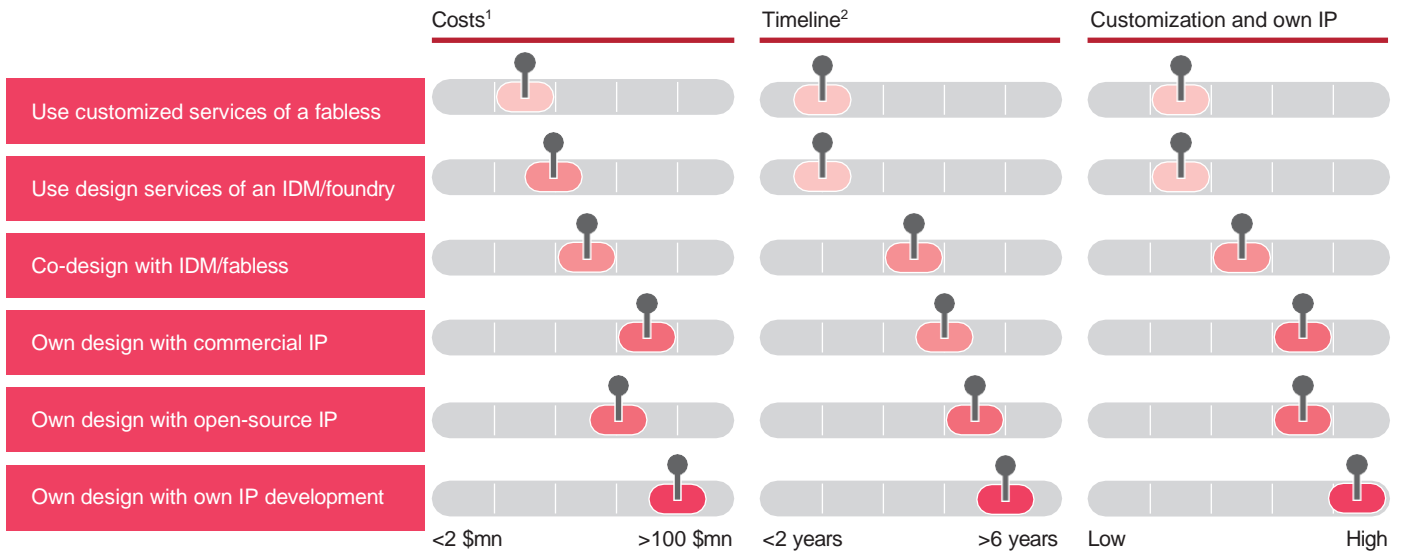 Costs¹ Timeline² Customization and own IP
Use customized services of a fabless
Use design services of an IDM/foundry
Co-design with IDM/fabless
Own design with commercial IP
Own design with open-source IP
Own design with own IP development
<2 $mn >100 $mn <2 years >6 years Low High